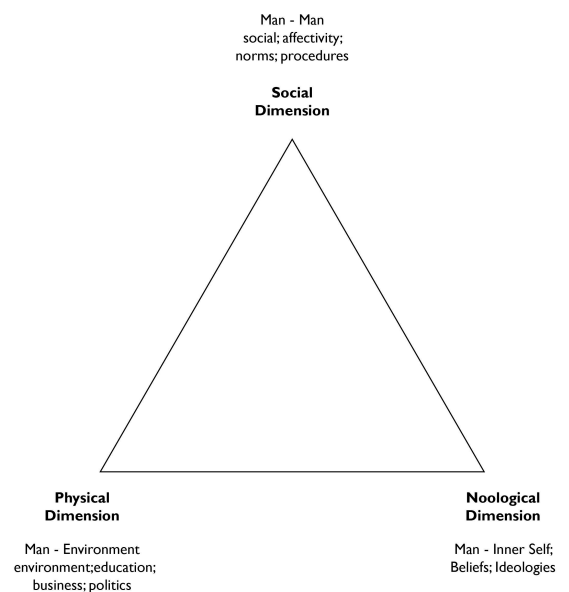 Man - Man
social; affectivity;
norms; procedures
Social
Dimension
Physical
Dimension
Man - Environment
environment;education;
business; politics
Noological
Dimension
Man - Inner Self;
Beliefs; Ideologies